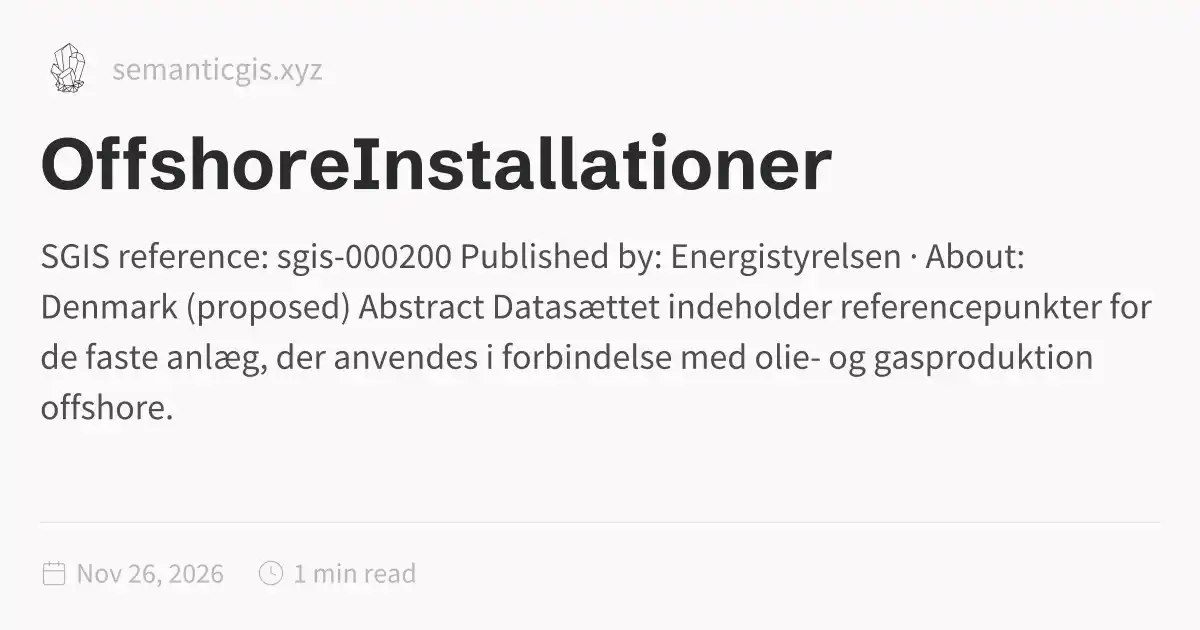 semanticgis.xyz
OffshoreInstallationer
SGIS reference: sgis-000200 Published by: Energistyrelsen · About:
Denmark (proposed) Abstract Datasættet indeholder referencepunkter for
de faste anlæg, der anvendes i forbindelse med olie- og gasproduktion
offshore.
Nov 26, 2026 1 min read